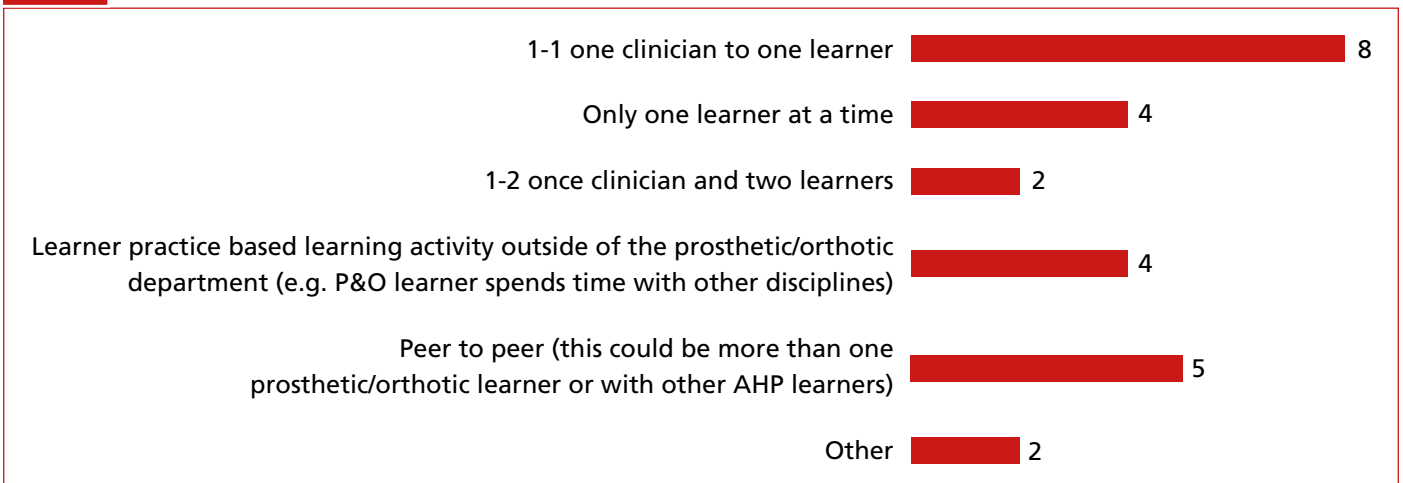 1-1 one clinician to one learner 8
Only one learner at a time 4
1-2 once clinician and two learners 2
Learner practice based learning activity outside of the prosthetic/orthotic
department (e.g. P&O learner spends time with other disciplines) 4
Peer to peer (this could be more than one
prosthetic/orthotic learner or with other AHP learners) 5
Other 2